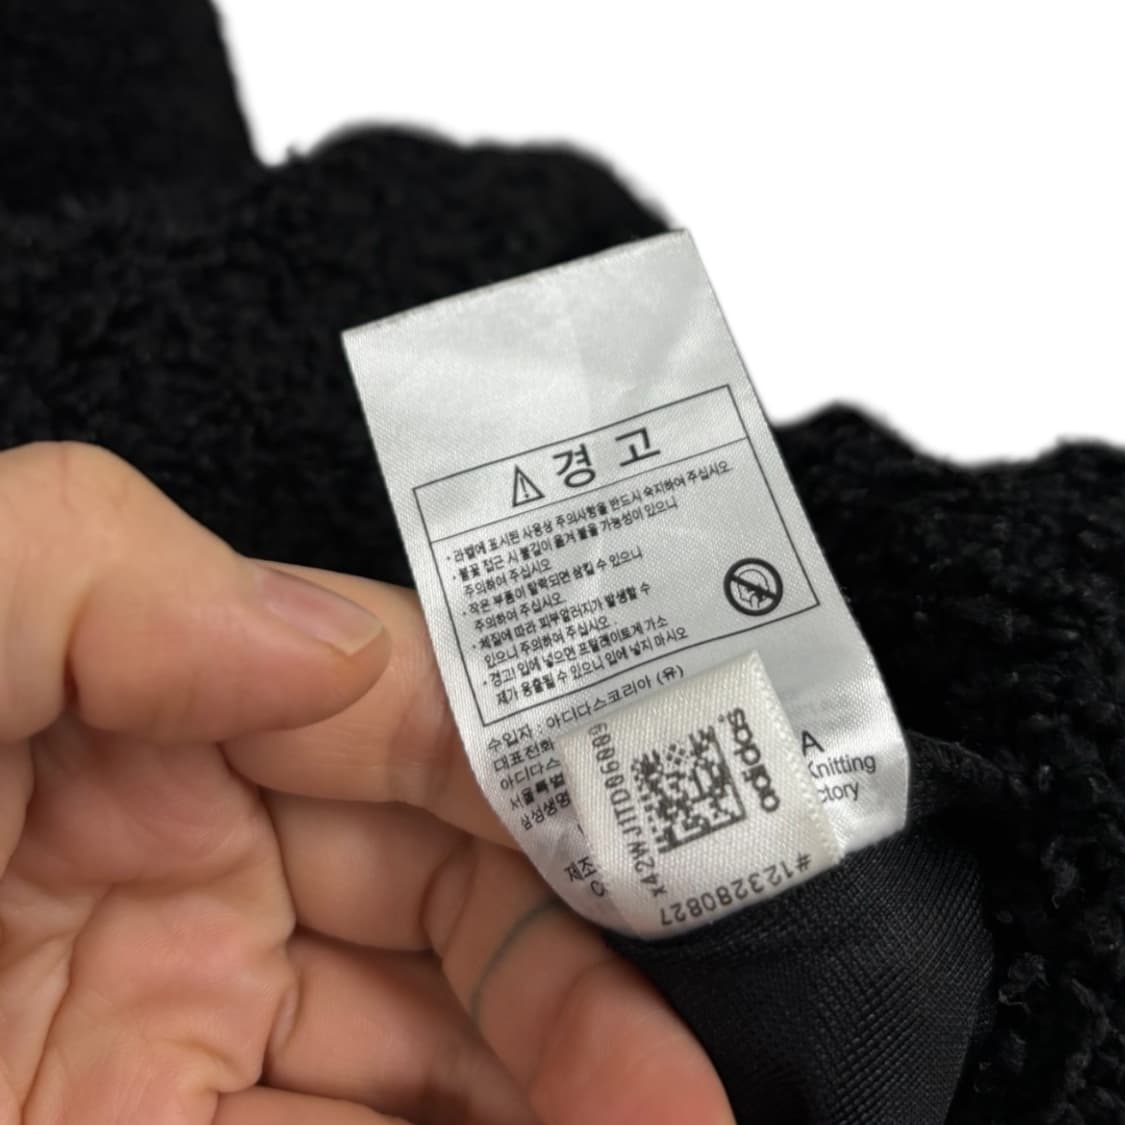 경 고
· 라벨에 표시된 사용상 주의사항을 반드시 숙지하여 주십시오.
· 불꽃 접근 시 불길이 옮겨 붙을 가능성이 있으니
주의하여 주십시오
· 작은 부품이 탈락되면 삼킬 수 있으니
주의하여 주십시오.
· 체질에 따라 피부알러지가 발생할 수
있으니 주의하여 주십시오.
· 경고! 입에 넣으면 프탈레이트계 가소
제가 용출될 수 있으니 입에 넣지 마시오
수입자 : 아디다스코리아 (유)
대표전화
아디다스
서울특별
삼성생명
제조
A
Knitting
ctory
adidas
#123280827